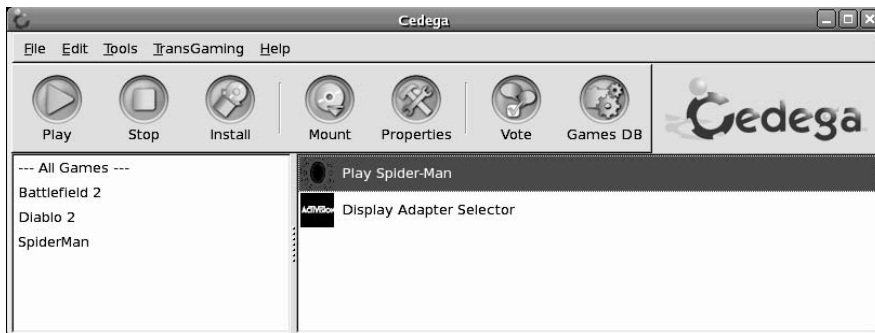 Cedega
File Edit Tools TransGaming Help
Play Stop Install Mount Properties Vote Games DB
Cedega
--- All Games ---
Battlefield 2
Diablo 2
SpiderMan
Play Spider-Man
ACTIVISION Display Adapter Selector